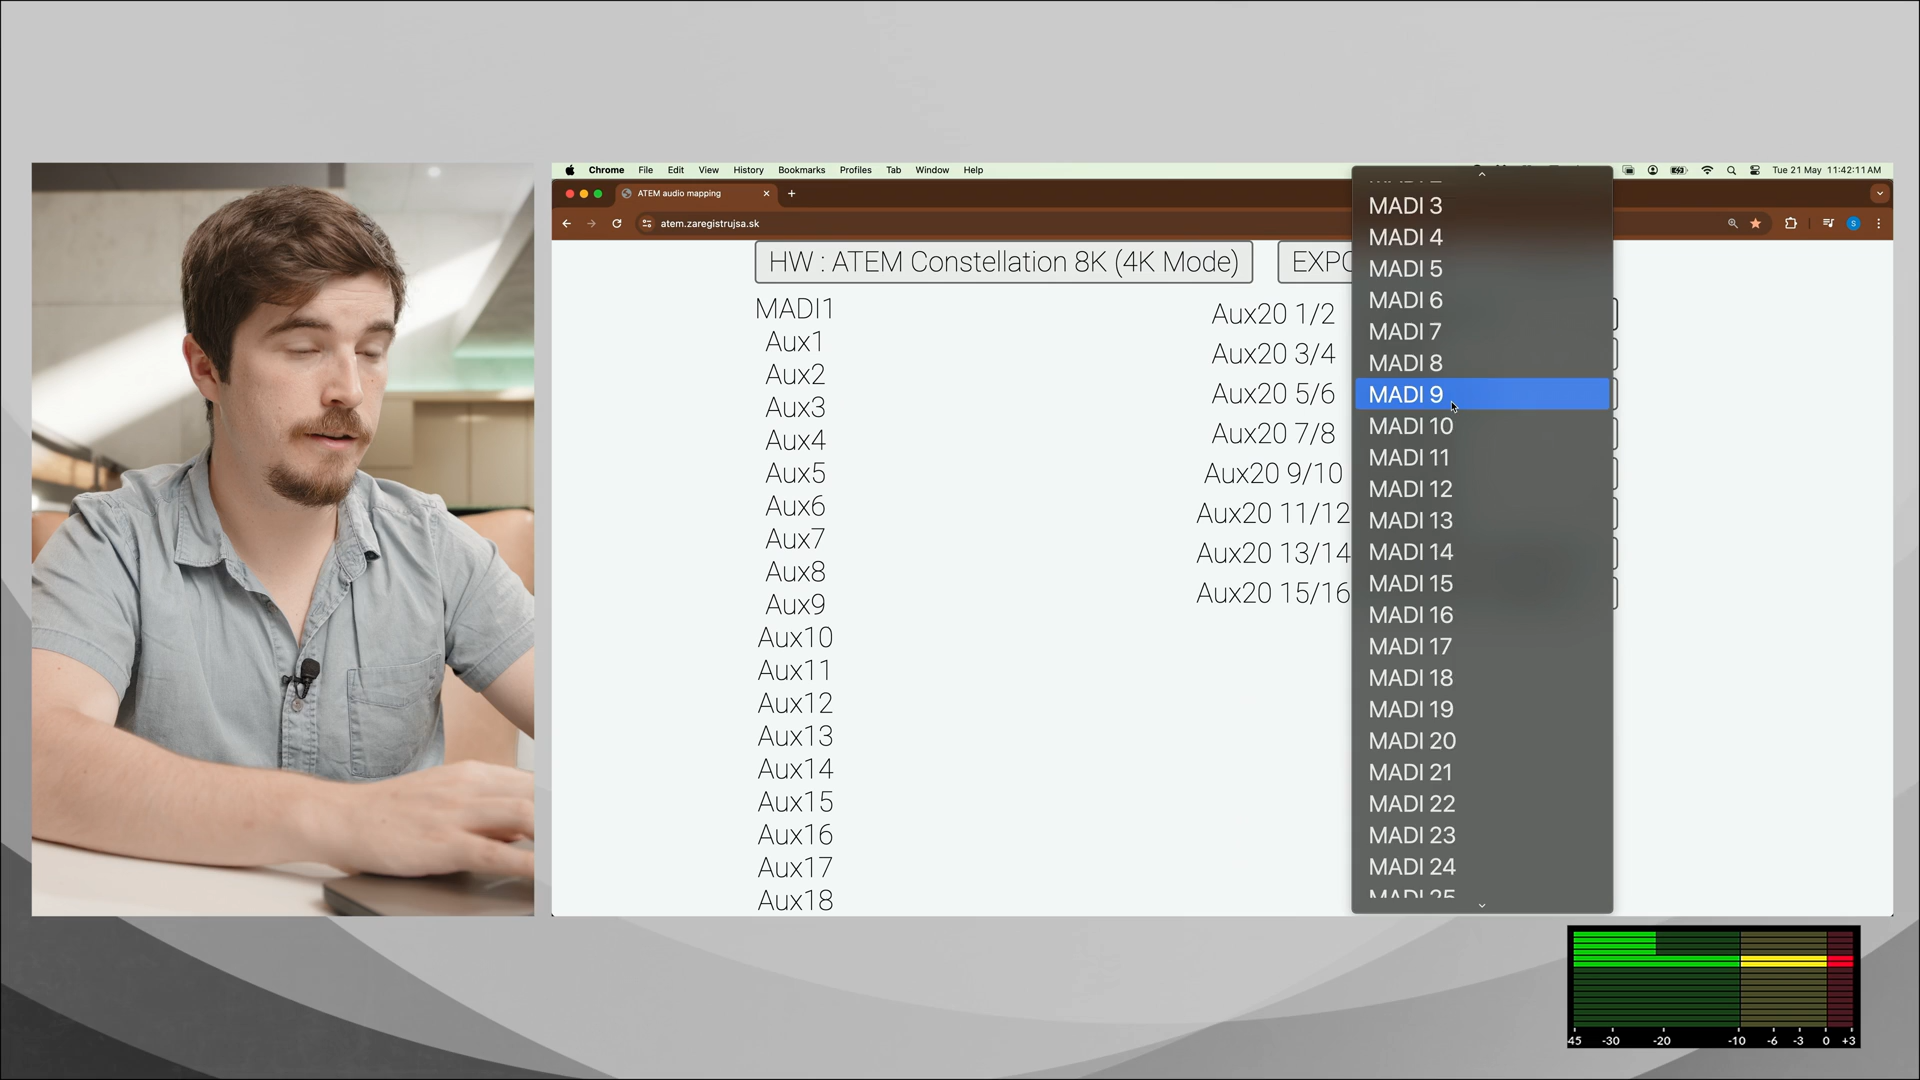 Chrome File Edit View History Bookmarks Profiles Tab Window Help
Tue 21 May 11:42:11 AM
ATEM audio mapping
atem.zaregistrujsa.sk
S
HW : ATEM Constellation 8K (4K Mode)
EXPO
MADI1
Aux1
Aux2
Aux3
Aux4
Aux5
Aux6
Aux7
Aux8
Aux9
Aux10
Aux11
Aux12
Aux13
Aux14
Aux15
Aux16
Aux17
Aux18
Aux20 1/2
Aux20 3/4
Aux20 5/6
Aux20 7/8
Aux20 9/10
Aux20 11/12
Aux20 13/14
Aux20 15/16
MADI 3
MADI 4
MADI 5
MADI 6
MADI 7
MADI 8
MADI 9
MADI 10
MADI 11
MADI 12
MADI 13
MADI 14
MADI 15
MADI 16
MADI 17
MADI 18
MADI 19
MADI 20
MADI 21
MADI 22
MADI 23
MADI 24
MADI 25
45 -30 -20 -10 -6 -3 0 +3